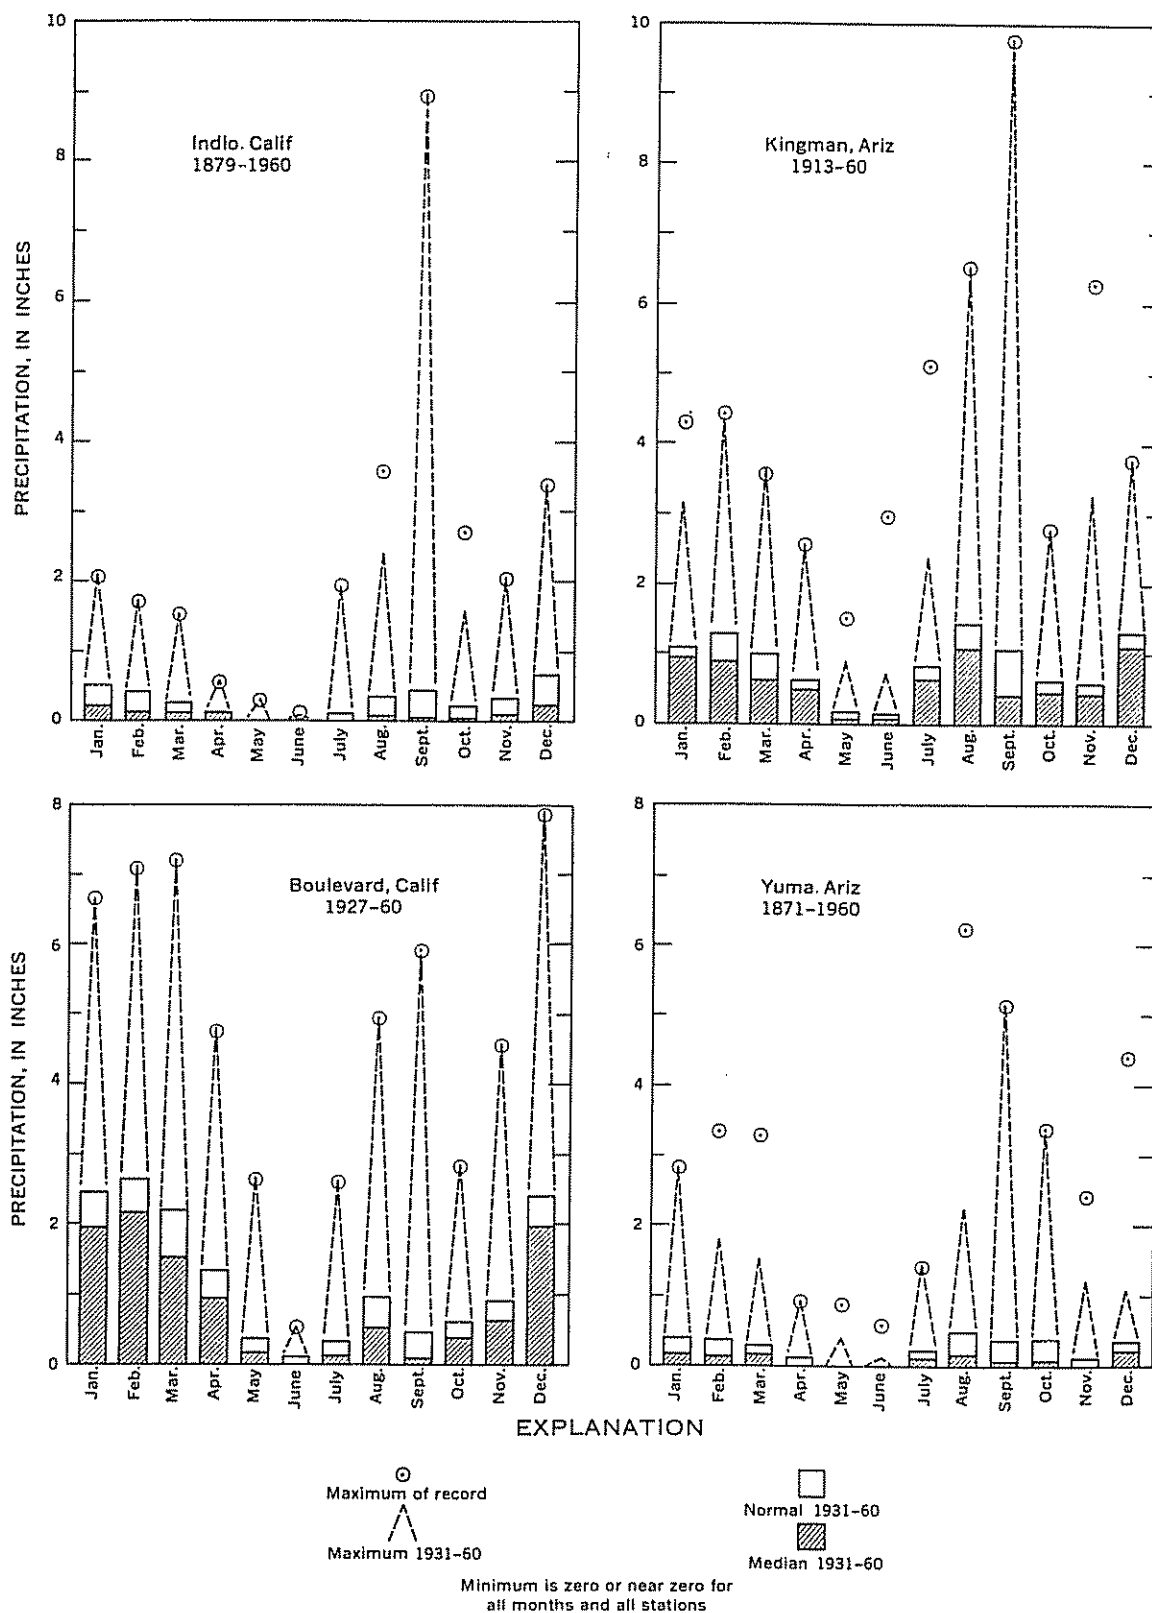 10
8
6
4
2
0
PRECIPITATION, IN INCHES
Indio. Calif
1879-1960
Jan.
Feb.
Mar.
Apr.
May
June
July
Aug.
Sept.
Oct.
Nov.
Dec.
10
8
6
4
2
0
Kingman, Ariz
1913-60
Jan.
Feb.
Mar.
Apr.
May
June
July
Aug.
Sept.
Oct.
Nov.
Dec.
8
6
4
2
0
PRECIPITATION, IN INCHES
Boulevard, Calif
1927-60
Jan.
Feb.
Mar.
Apr.
May
June
July
Aug.
Sept.
Oct.
Nov.
Dec.
8
6
4
2
0
Yuma. Ariz
1871-1960
Jan.
Feb.
Mar.
Apr.
May
June
July
Aug.
Sept.
Oct.
Nov.
Dec.
EXPLANATION
Maximum of record
Maximum 1931-60
Normal 1931-60
Median 1931-60
Minimum is zero or near zero for
all months and all stations